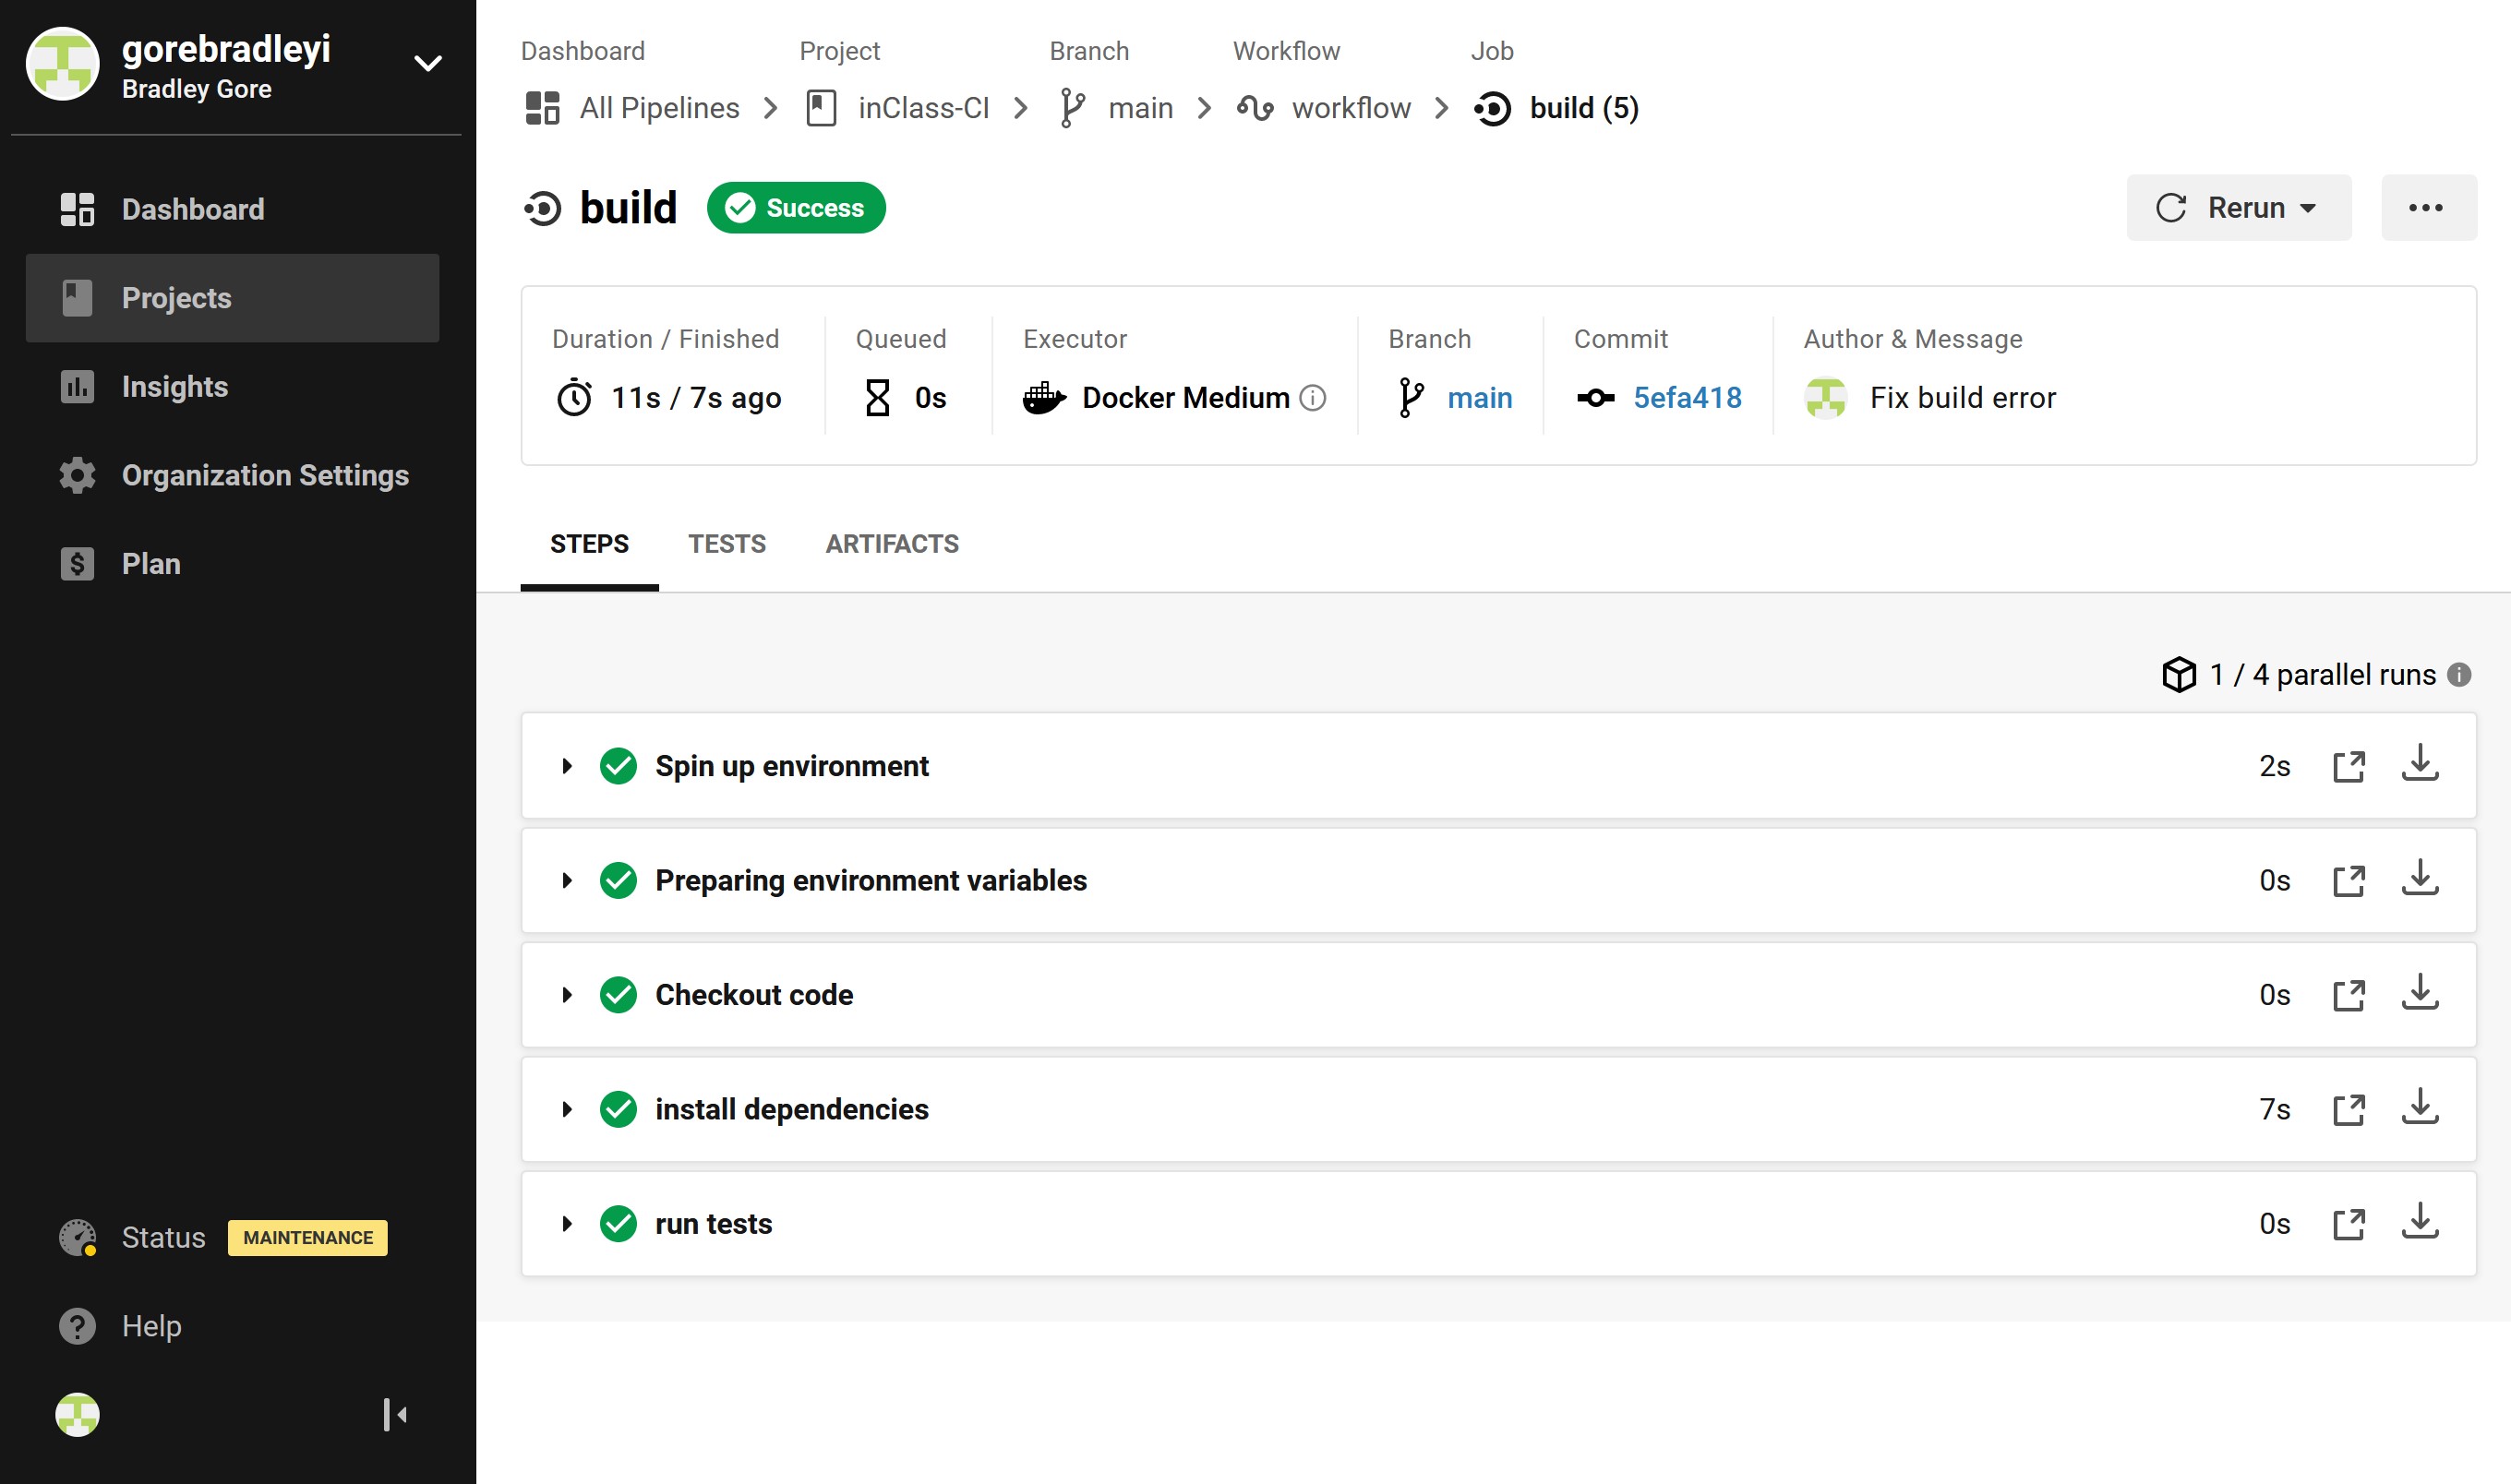 gorebradleyi
Bradley Gore
Dashboard
Projects
Insights
Organization Settings
Plan
Status MAINTENANCE
Help
Dashboard Project Branch Workflow Job
All Pipelines inClass-CI main workflow build (5)
build Success Rerun
Duration / Finished Queued Executor Branch Commit Author & Message
11s / 7s ago 0s Docker Medium main 5efa418 Fix build error
STEPS TESTS ARTIFACTS
1 / 4 parallel runs
Spin up environment 2s
Preparing environment variables 0s
Checkout code 0s
install dependencies 7s
run tests 0s